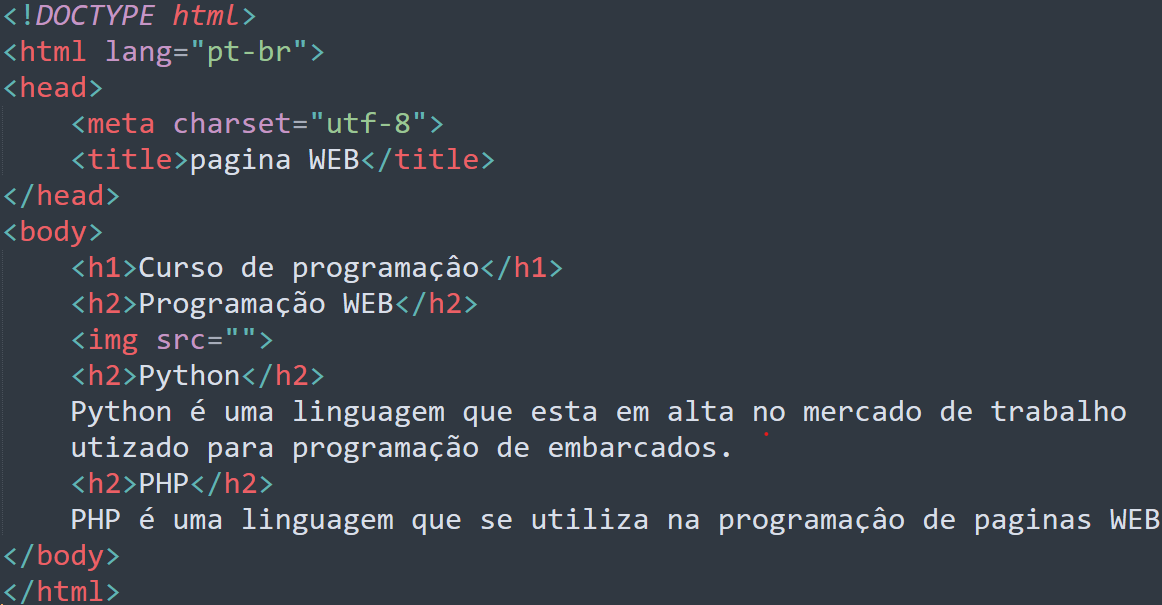 <!DOCTYPE html>
<html lang="pt-br">
<head>
    <meta charset="utf-8">
    <title>pagina WEB</title>
</head>
<body>
    <h1>Curso de programaçâo</h1>
    <h2>Programação WEB</h2>
    <img src="">
    <h2>Python</h2>
    Python é uma linguagem que esta em alta no mercado de trabalho
    utizado para programação de embarcados.
    <h2>PHP</h2>
    PHP é uma linguagem que se utiliza na programaçâo de paginas WEB
</body>
</html>